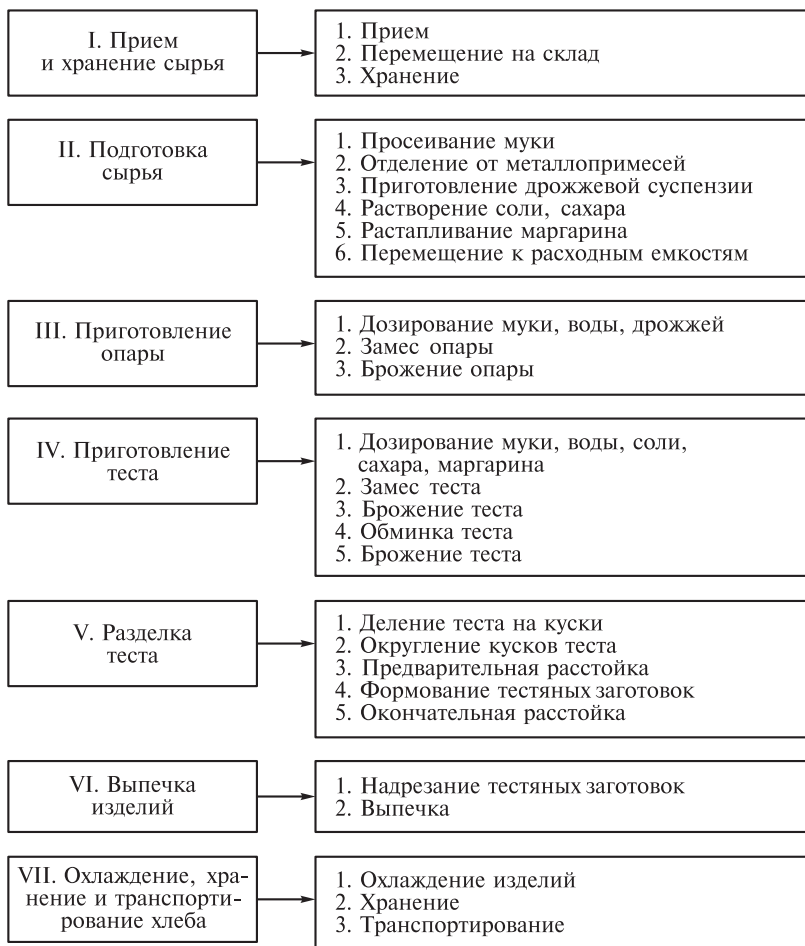 I. Прием
и хранение сырья
1. Прием
2. Перемещение на склад
3. Хранение
II. Подготовка
сырья
1. Просеивание муки
2. Отделение от металлопримесей
3. Приготовление дрожжевой суспензии
4. Растворение соли, сахара
5. Растапливание маргарина
6. Перемещение к расходным емкостям
III. Приготовление
опары
1. Дозирование муки, воды, дрожжей
2. Замес опары
3. Брожение опары
IV. Приготовление
теста
1. Дозирование муки, воды, соли,
сахара, маргарина
2. Замес теста
3. Брожение теста
4. Обминка теста
5. Брожение теста
V. Разделка
теста
1. Деление теста на куски
2. Округление кусков теста
3. Предварительная расстойка
4. Формование тестяных заготовок
5. Окончательная расстойка
VI. Выпечка
изделий
1. Надрезание тестяных заготовок
2. Выпечка
VII. Охлаждение, хра-
нение и транспорти-
рование хлеба
1. Охлаждение изделий
2. Хранение
3. Транспортирование